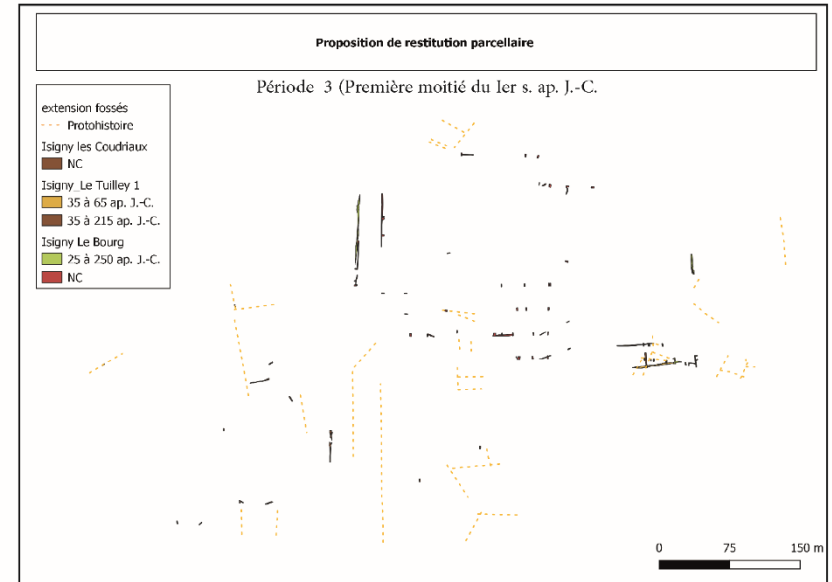 Proposition de restitution parcellaire
Période 3 (Première moitié du Ier s. ap. J.-C.
extension fossés
Protohistoire
Isigny les Coudriaux
NC
Isigny_Le Tuilley 1
35 à 65 ap. J.-C.
35 à 215 ap. J.-C.
Isigny Le Bourg
25 à 250 ap. J.-C.
NC
0 75 150 m